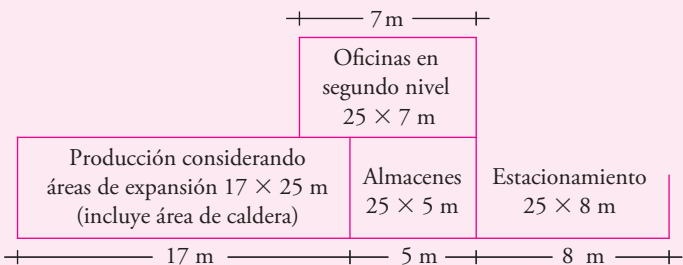 7 m
Oficinas en
segundo nivel
25 × 7 m
Producción considerando
áreas de expansión 17 × 25 m
(incluye área de caldera)
Almacenes
25 × 5 m
Estacionamiento
25 × 8 m
17 m
5 m
8 m